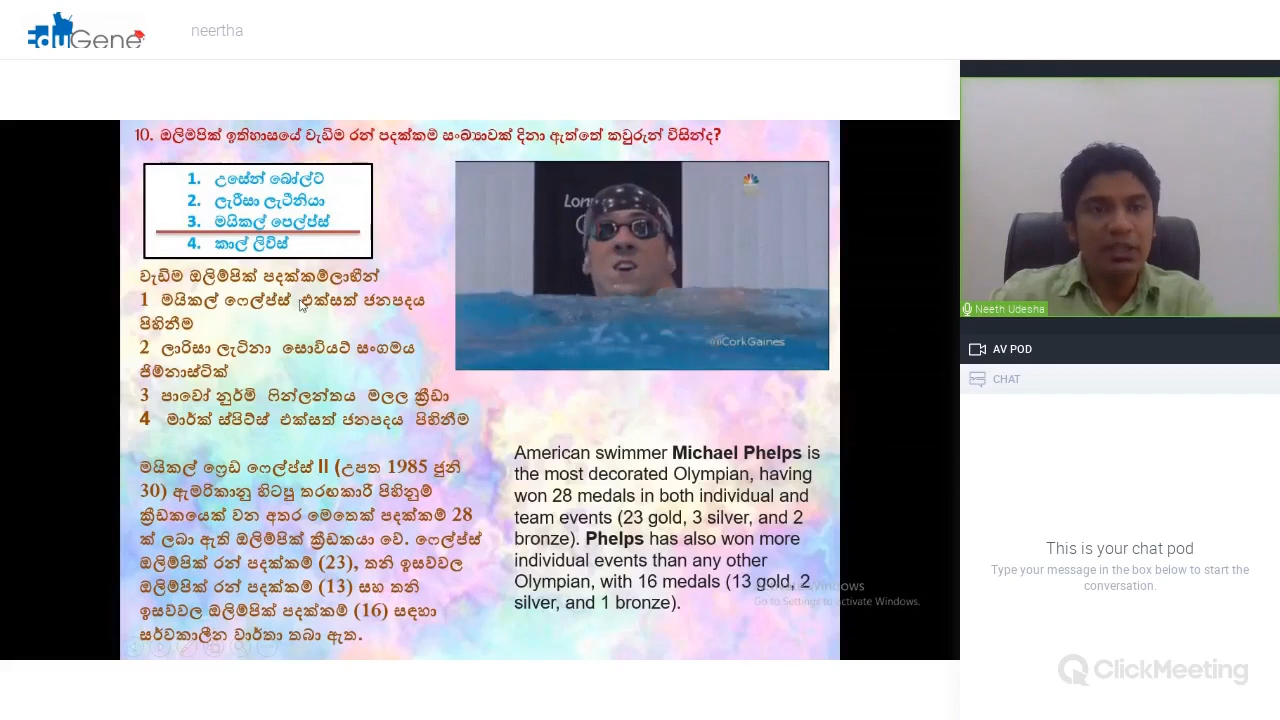 EduGene
neertha
10. ඔලිම්පික් ඉතිහාසයේ වැඩිම රන් පදක්කම් සංඛ්‍යාවක් දිනා ඇත්තේ කවුරුන් විසින්ද?
1. උසේන් බෝල්ට්
2. ලැරිසා ලැටිනියා
3. මයිකල් පෙල්ප්ස්
4. කාල් ලිවිස්
වැඩිම ඔලිම්පික් පදක්කම්ලාභීන්
1 මයිකල් ෆෙල්ප්ස් එක්සත් ජනපදය
පිහිනීම
2 ලාරිසා ලැටිනා සොවියට් සංගමය
ජිම්නාස්ටික්
3 පාවෝ නුර්මි ෆින්ලන්තය මලල ක්‍රීඩා
4 මාර්ක් ස්පිට්ස් එක්සත් ජනපදය පිහිනීම
මයිකල් ෆ්‍රෙඩ් ෆෙල්ප්ස් II (උපත 1985 ජුනි
30) ඇමරිකානු හිටපු තරඟකාරී පිහිනුම්
ක්‍රීඩකයෙක් වන අතර මෙතෙක් පදක්කම් 28
ක් ලබා ඇති ඔලිම්පික් ක්‍රීඩකයා වේ. ෆෙල්ප්ස්
ඔලිම්පික් රන් පදක්කම් (23), තනි ඉසව්වල
ඔලිම්පික් රන් පදක්කම් (13) සහ තනි
ඉසව්වල ඔලිම්පික් පදක්කම් (16) සඳහා
සර්වකාලීන වාර්තා තබා ඇත.
@CorkGaines
American swimmer Michael Phelps is
the most decorated Olympian, having
won 28 medals in both individual and
team events (23 gold, 3 silver, and 2
bronze). Phelps has also won more
individual events than any other
Olympian, with 16 medals (13 gold, 2
silver, and 1 bronze).
Activate Windows
Go to Settings to activate Windows.
Neeth Udesha
AV POD
CHAT
This is your chat pod
Type your message in the box below to start the
conversation.
ClickMeeting